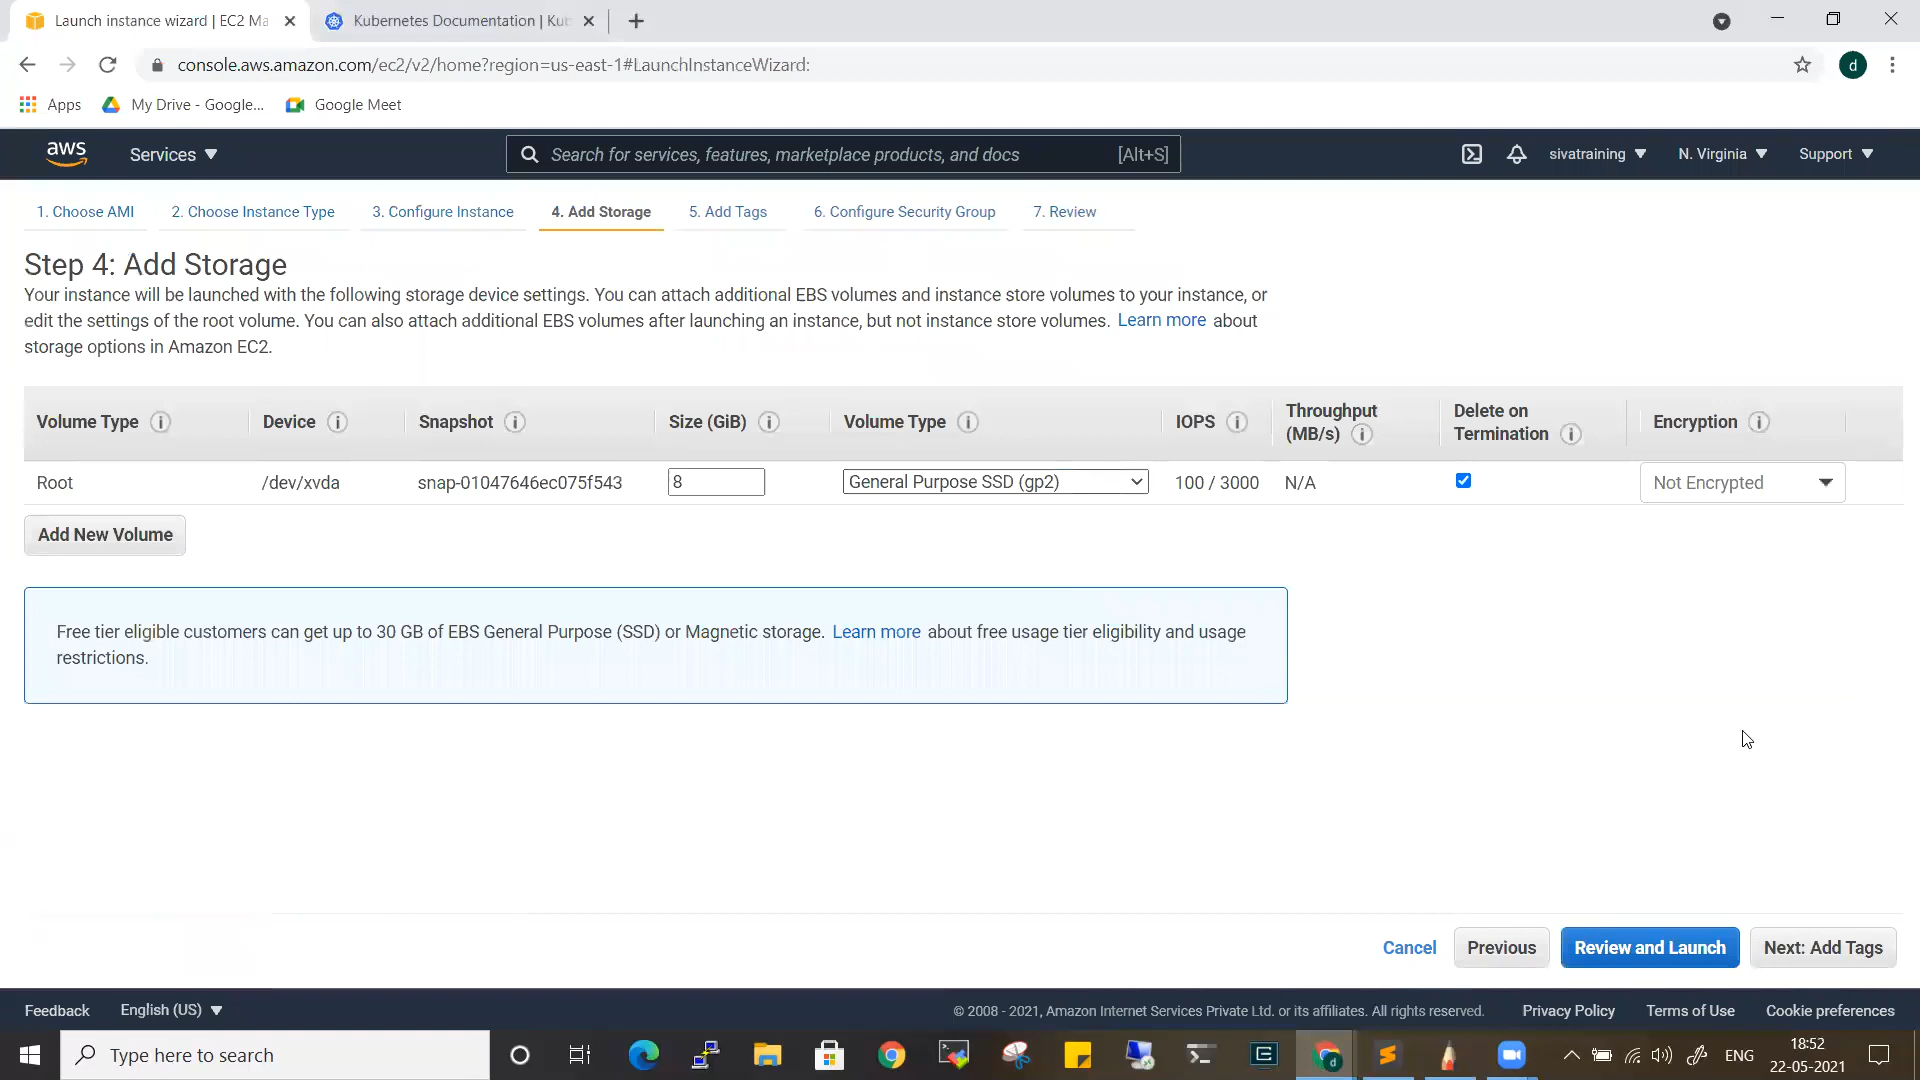 Launch instance wizard | EC2 Ma
Kubernetes Documentation | Kub
console.aws.amazon.com/ec2/v2/home?region=us-east-1#LaunchInstanceWizard:
d
Apps
My Drive - Google...
Google Meet
aws
Services
Search for services, features, marketplace products, and docs
[Alt+S]
sivatraining
N. Virginia
Support
1. Choose AMI
2. Choose Instance Type
3. Configure Instance
4. Add Storage
5. Add Tags
6. Configure Security Group
7. Review
Step 4: Add Storage
Your instance will be launched with the following storage device settings. You can attach additional EBS volumes and instance store volumes to your instance, or
edit the settings of the root volume. You can also attach additional EBS volumes after launching an instance, but not instance store volumes. Learn more about
storage options in Amazon EC2.
Volume Type
Device
Snapshot
Size (GiB)
Volume Type
IOPS
Throughput
(MB/s)
Delete on
Termination
Encryption
Root
/dev/xvda
snap-01047646ec075f543
8
General Purpose SSD (gp2)
100 / 3000
N/A
Not Encrypted
Add New Volume
Free tier eligible customers can get up to 30 GB of EBS General Purpose (SSD) or Magnetic storage. Learn more about free usage tier eligibility and usage
restrictions.
Cancel
Previous
Review and Launch
Next: Add Tags
Feedback
English (US)
© 2008 - 2021, Amazon Internet Services Private Ltd. or its affiliates. All rights reserved.
Privacy Policy
Terms of Use
Cookie preferences
Type here to search
ENG
18:52
22-05-2021